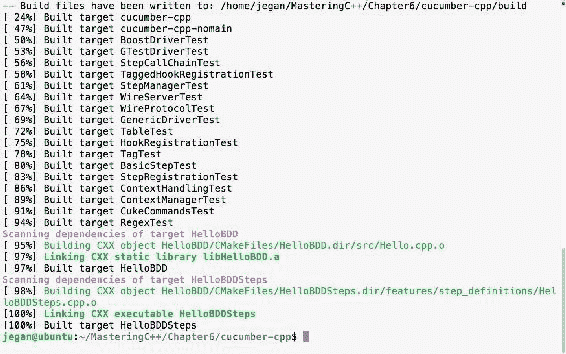 -- Build files have been written to: /home/jegan/MasteringC++/Chapter6/cucumber-cpp/build
[ 24%] Built target cucumber-cpp
[ 47%] Built target cucumber-cpp-nomain
[ 50%] Built target BoostDriverTest
[ 53%] Built target GTestDriverTest
[ 56%] Built target StepCallChainTest
[ 58%] Built target TaggedHookRegistrationTest
[ 61%] Built target StepManagerTest
[ 64%] Built target WireServerTest
[ 67%] Built target WireProtocolTest
[ 69%] Built target GenericDriverTest
[ 72%] Built target TableTest
[ 75%] Built target HookRegistrationTest
[ 78%] Built target TagTest
[ 80%] Built target BasicStepTest
[ 83%] Built target StepRegistrationTest
[ 86%] Built target ContextHandlingTest
[ 89%] Built target ContextManagerTest
[ 91%] Built target CukeCommandsTest
[ 94%] Built target RegexTest
Scanning dependencies of target HelloBDD
[ 95%] Building CXX object HelloBDD/CMakeFiles/HelloBDD.dir/src/Hello.cpp.o
[ 97%] Linking CXX static library libHelloBDD.a
[ 97%] Built target HelloBDD
Scanning dependencies of target HelloBDDSteps
[ 98%] Building CXX object HelloBDD/CMakeFiles/HelloBDDSteps.dir/features/step_definitions/Hel
loBDDSteps.cpp.o
[100%] Linking CXX executable HelloBDDSteps
[100%] Built target HelloBDDSteps
jegan@ubuntu:~/MasteringC++/Chapter6/cucumber-cpp$